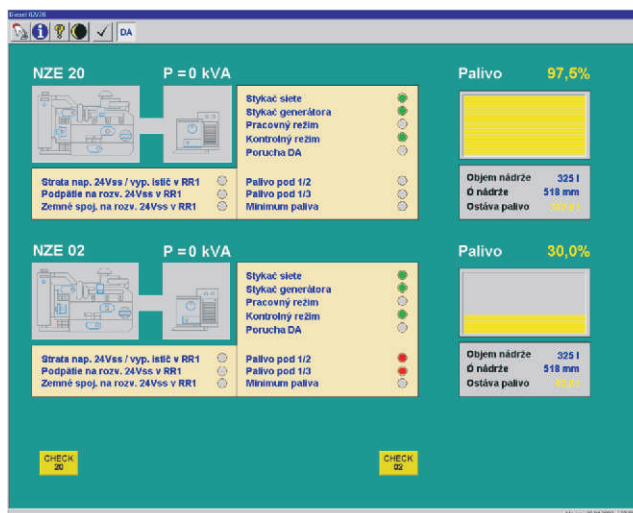 Diesel 02/20
DA
NZE 20
P = 0 kVA
Palivo
97,5%
Stykač siete
Stykač generátora
Pracovný režim
Kontrolný režim
Porucha DA
Strata nap. 24Vss / vyp. istič v RR1
Podpätie na rozv. 24Vss v RR1
Zemné spoj. na rozv. 24Vss v RR1
Palivo pod 1/2
Palivo pod 1/3
Minimum paliva
Objem nádrže 325 l
Ó nádrže 518 mm
Ostáva palivo
NZE 02
P = 0 kVA
Palivo
30,0%
Stykač siete
Stykač generátora
Pracovný režim
Kontrolný režim
Porucha DA
Strata nap. 24Vss / vyp. istič v RR1
Podpätie na rozv. 24Vss v RR1
Zemné spoj. na rozv. 24Vss v RR1
Palivo pod 1/2
Palivo pod 1/3
Minimum paliva
Objem nádrže 325 l
Ó nádrže 518 mm
Ostáva palivo
CHECK
20
CHECK
02